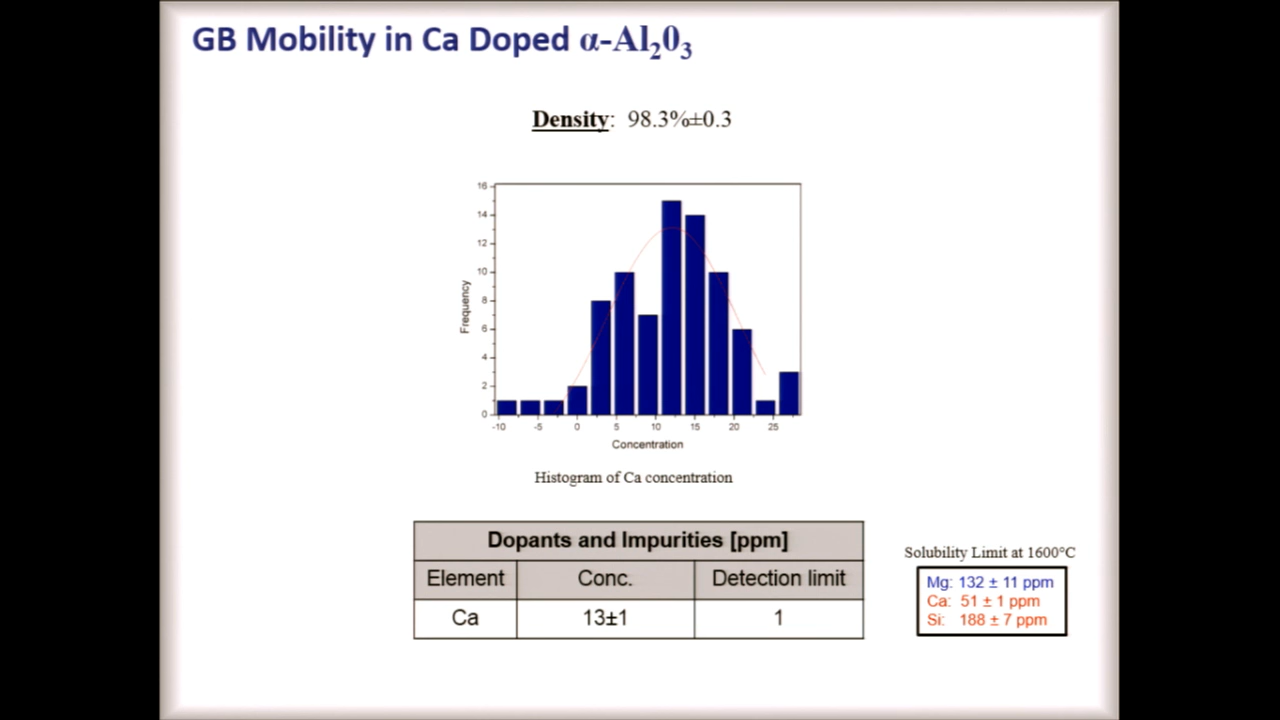 GB Mobility in Ca Doped α-Al₂0₃
Density: 98.3%±0.3
16
14
12
10
8
6
4
2
0
Frequency
-10 -5 0 5 10 15 20 25
Concentration
Histogram of Ca concentration
Dopants and Impurities [ppm]
Element Conc. Detection limit
Ca 13±1 1
Solubility Limit at 1600°C
Mg: 132 ± 11 ppm
Ca: 51 ± 1 ppm
Si: 188 ± 7 ppm